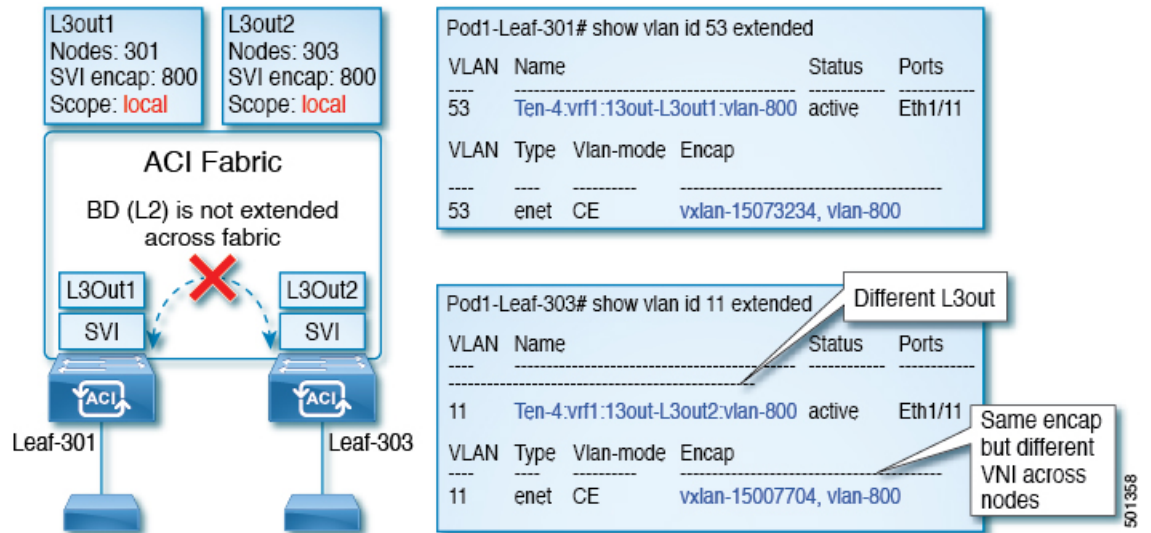 L3out1
Nodes: 301
SVI encap: 800
Scope: local
L3out2
Nodes: 303
SVI encap: 800
Scope: local
ACI Fabric
BD (L2) is not extended
across fabric
L3Out1
SVI
L3Out2
SVI
ACI
ACI
Leaf-301
Leaf-303
Pod1-Leaf-301# show vlan id 53 extended
VLAN Name Status Ports
---- -------------------------------- ------------ ------------
53 Ten-4:vrf1:13out-L3out1:vlan-800 active Eth1/11
VLAN Type Vlan-mode Encap
---- ---- ---------- -------------------------------
53 enet CE vxlan-15073234, vlan-800
Pod1-Leaf-303# show vlan id 11 extended
Different L3out
VLAN Name Status Ports
---- -------------------------------- ------------ ------------
--------------------------------------
11 Ten-4:vrf1:13out-L3out2:vlan-800 active Eth1/11
VLAN Type Vlan-mode Encap
---- ---- ---------- -------------------------------
11 enet CE vxlan-15007704, vlan-800
Same encap
but different
VNI across
nodes
501358